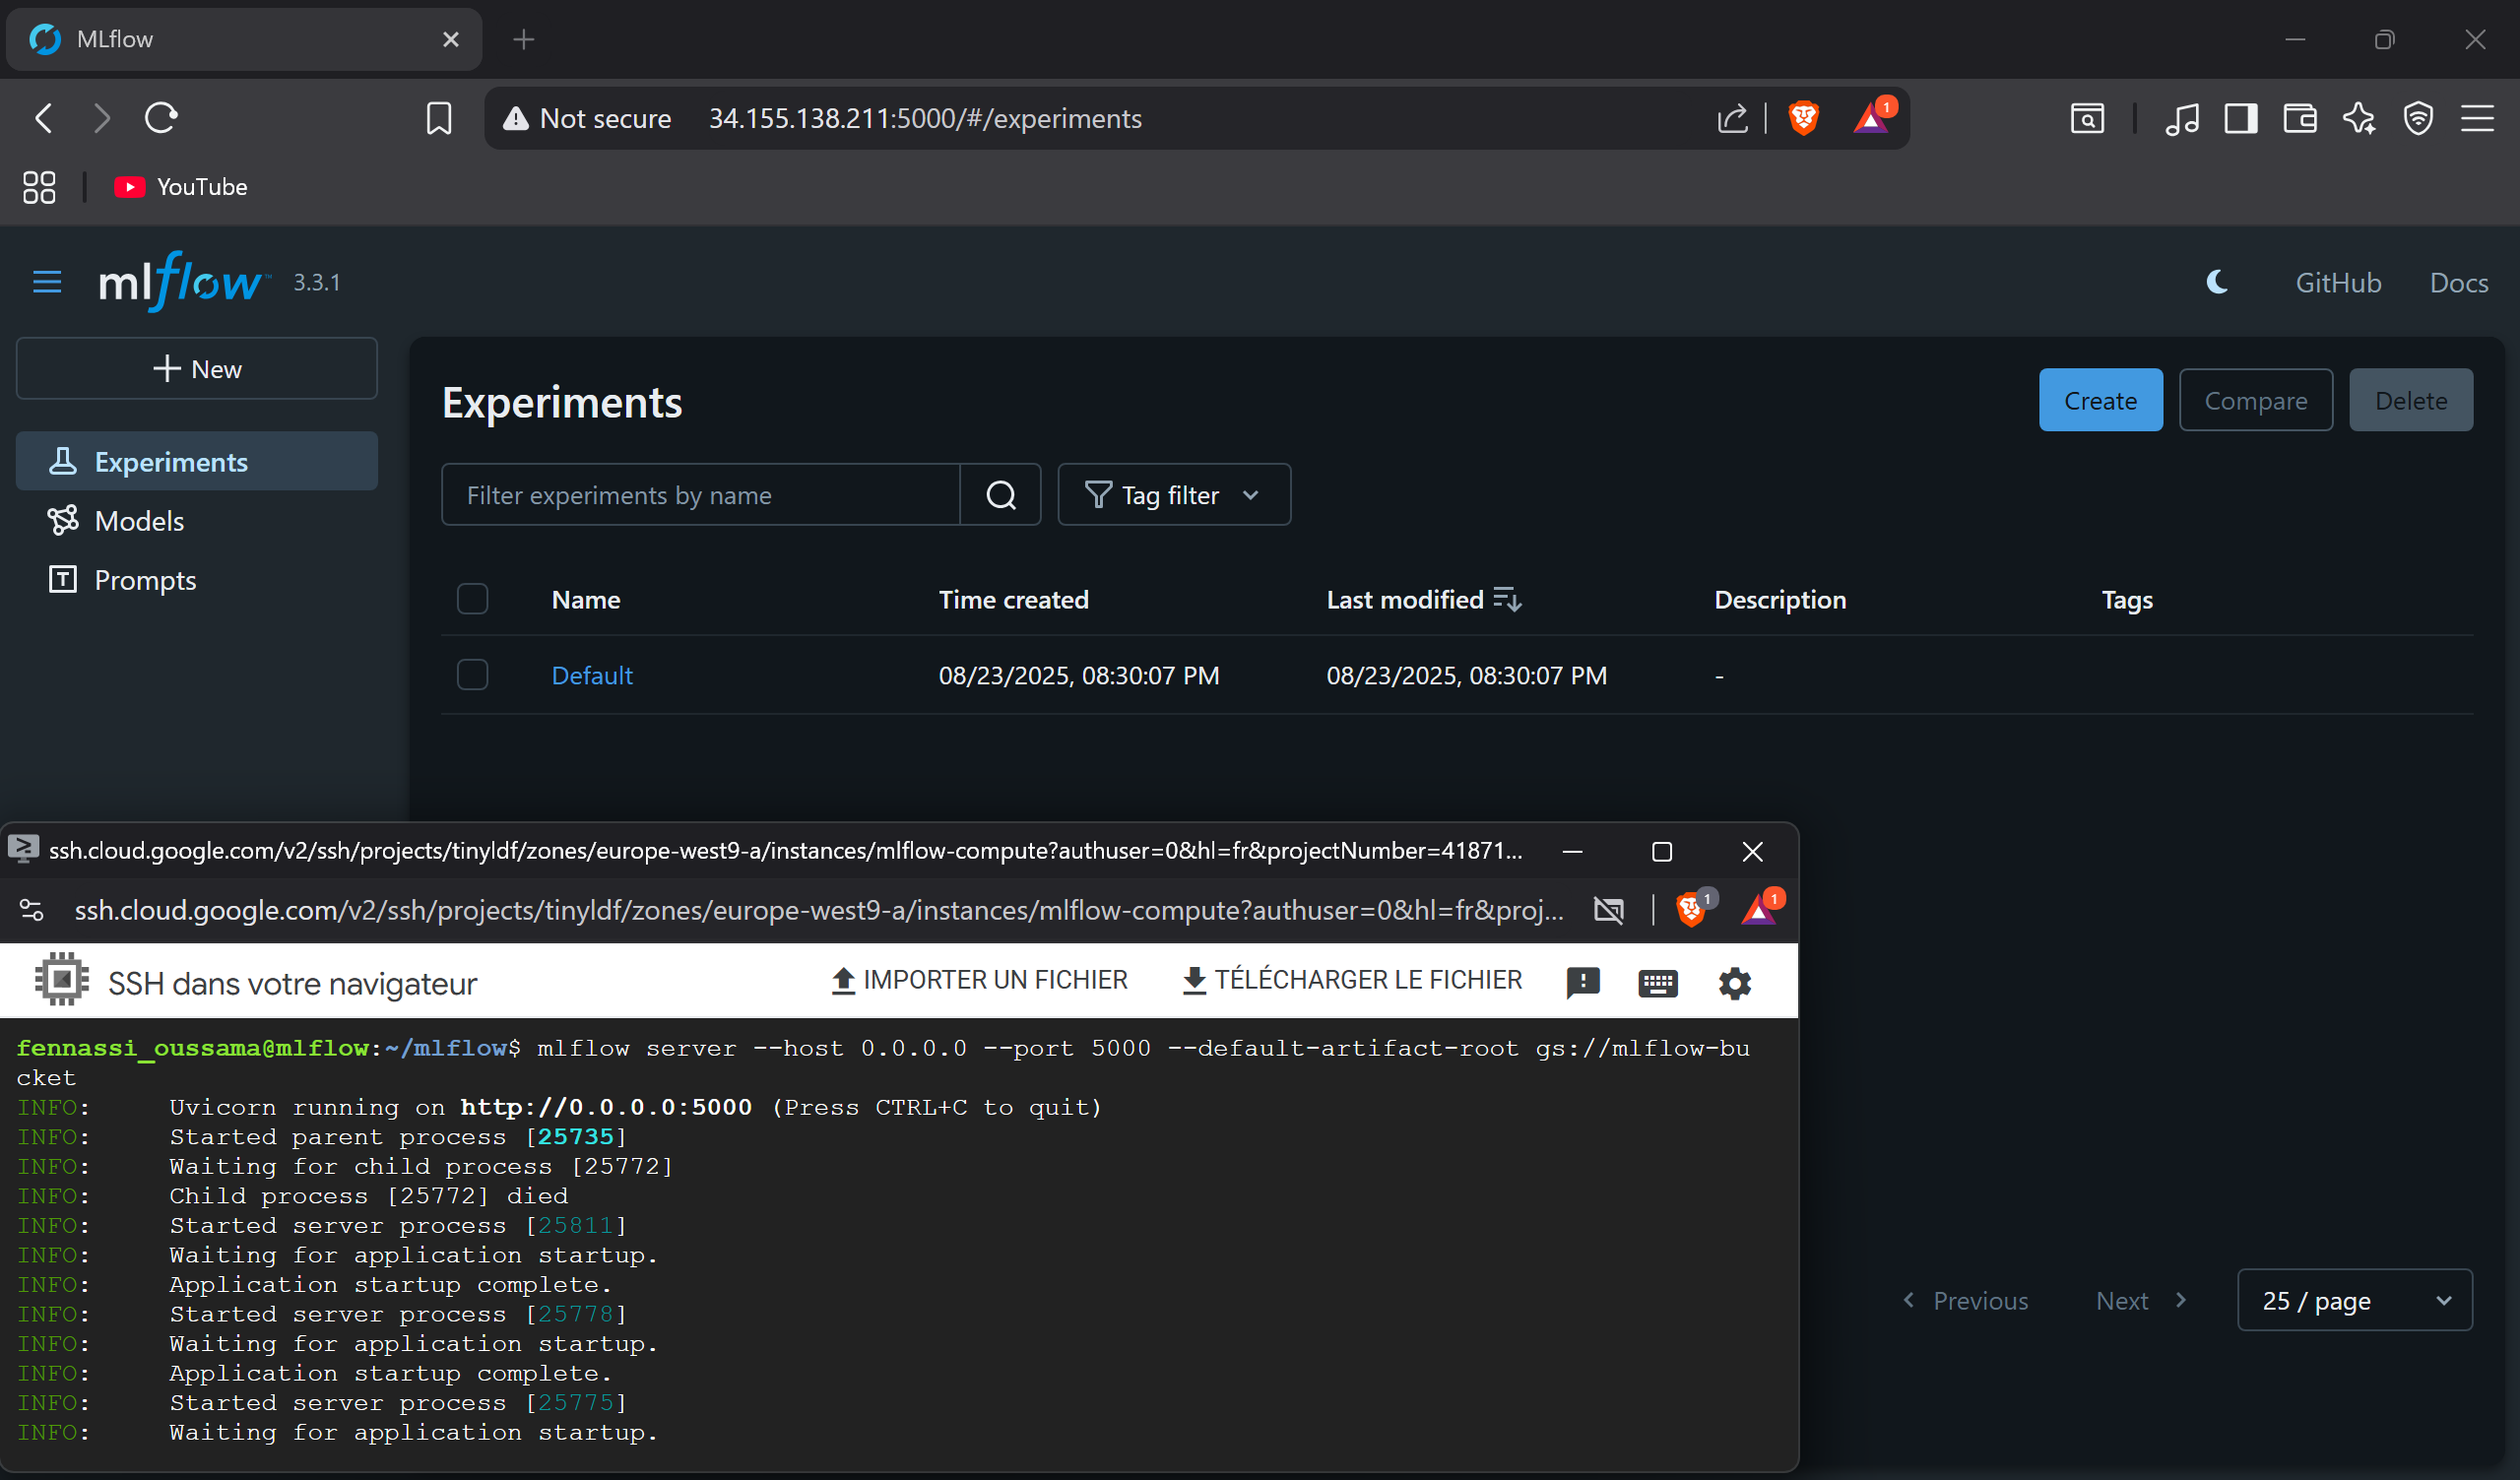 MLflow
Not secure 34.155.138.211:5000/#/experiments 1
YouTube
mlflow™ 3.3.1 GitHub Docs
New
Experiments
Models
Prompts
Experiments Create Compare Delete
Filter experiments by name Tag filter
Name Time created Last modified Description Tags
Default 08/23/2025, 08:30:07 PM 08/23/2025, 08:30:07 PM -
Previous Next 25 / page
ssh.cloud.google.com/v2/ssh/projects/tinyldf/zones/europe-west9-a/instances/mlflow-compute?authuser=0&hl=fr&projectNumber=41871...
ssh.cloud.google.com/v2/ssh/projects/tinyldf/zones/europe-west9-a/instances/mlflow-compute?authuser=0&hl=fr&proj... 1 1
SSH dans votre navigateur IMPORTER UN FICHIER TÉLÉCHARGER LE FICHIER
fennassi_oussama@mlflow:~/mlflow$ mlflow server --host 0.0.0.0 --port 5000 --default-artifact-root gs://mlflow-bu
cket
INFO: Uvicorn running on http://0.0.0.0:5000 (Press CTRL+C to quit)
INFO: Started parent process [25735]
INFO: Waiting for child process [25772]
INFO: Child process [25772] died
INFO: Started server process [25811]
INFO: Waiting for application startup.
INFO: Application startup complete.
INFO: Started server process [25778]
INFO: Waiting for application startup.
INFO: Application startup complete.
INFO: Started server process [25775]
INFO: Waiting for application startup.